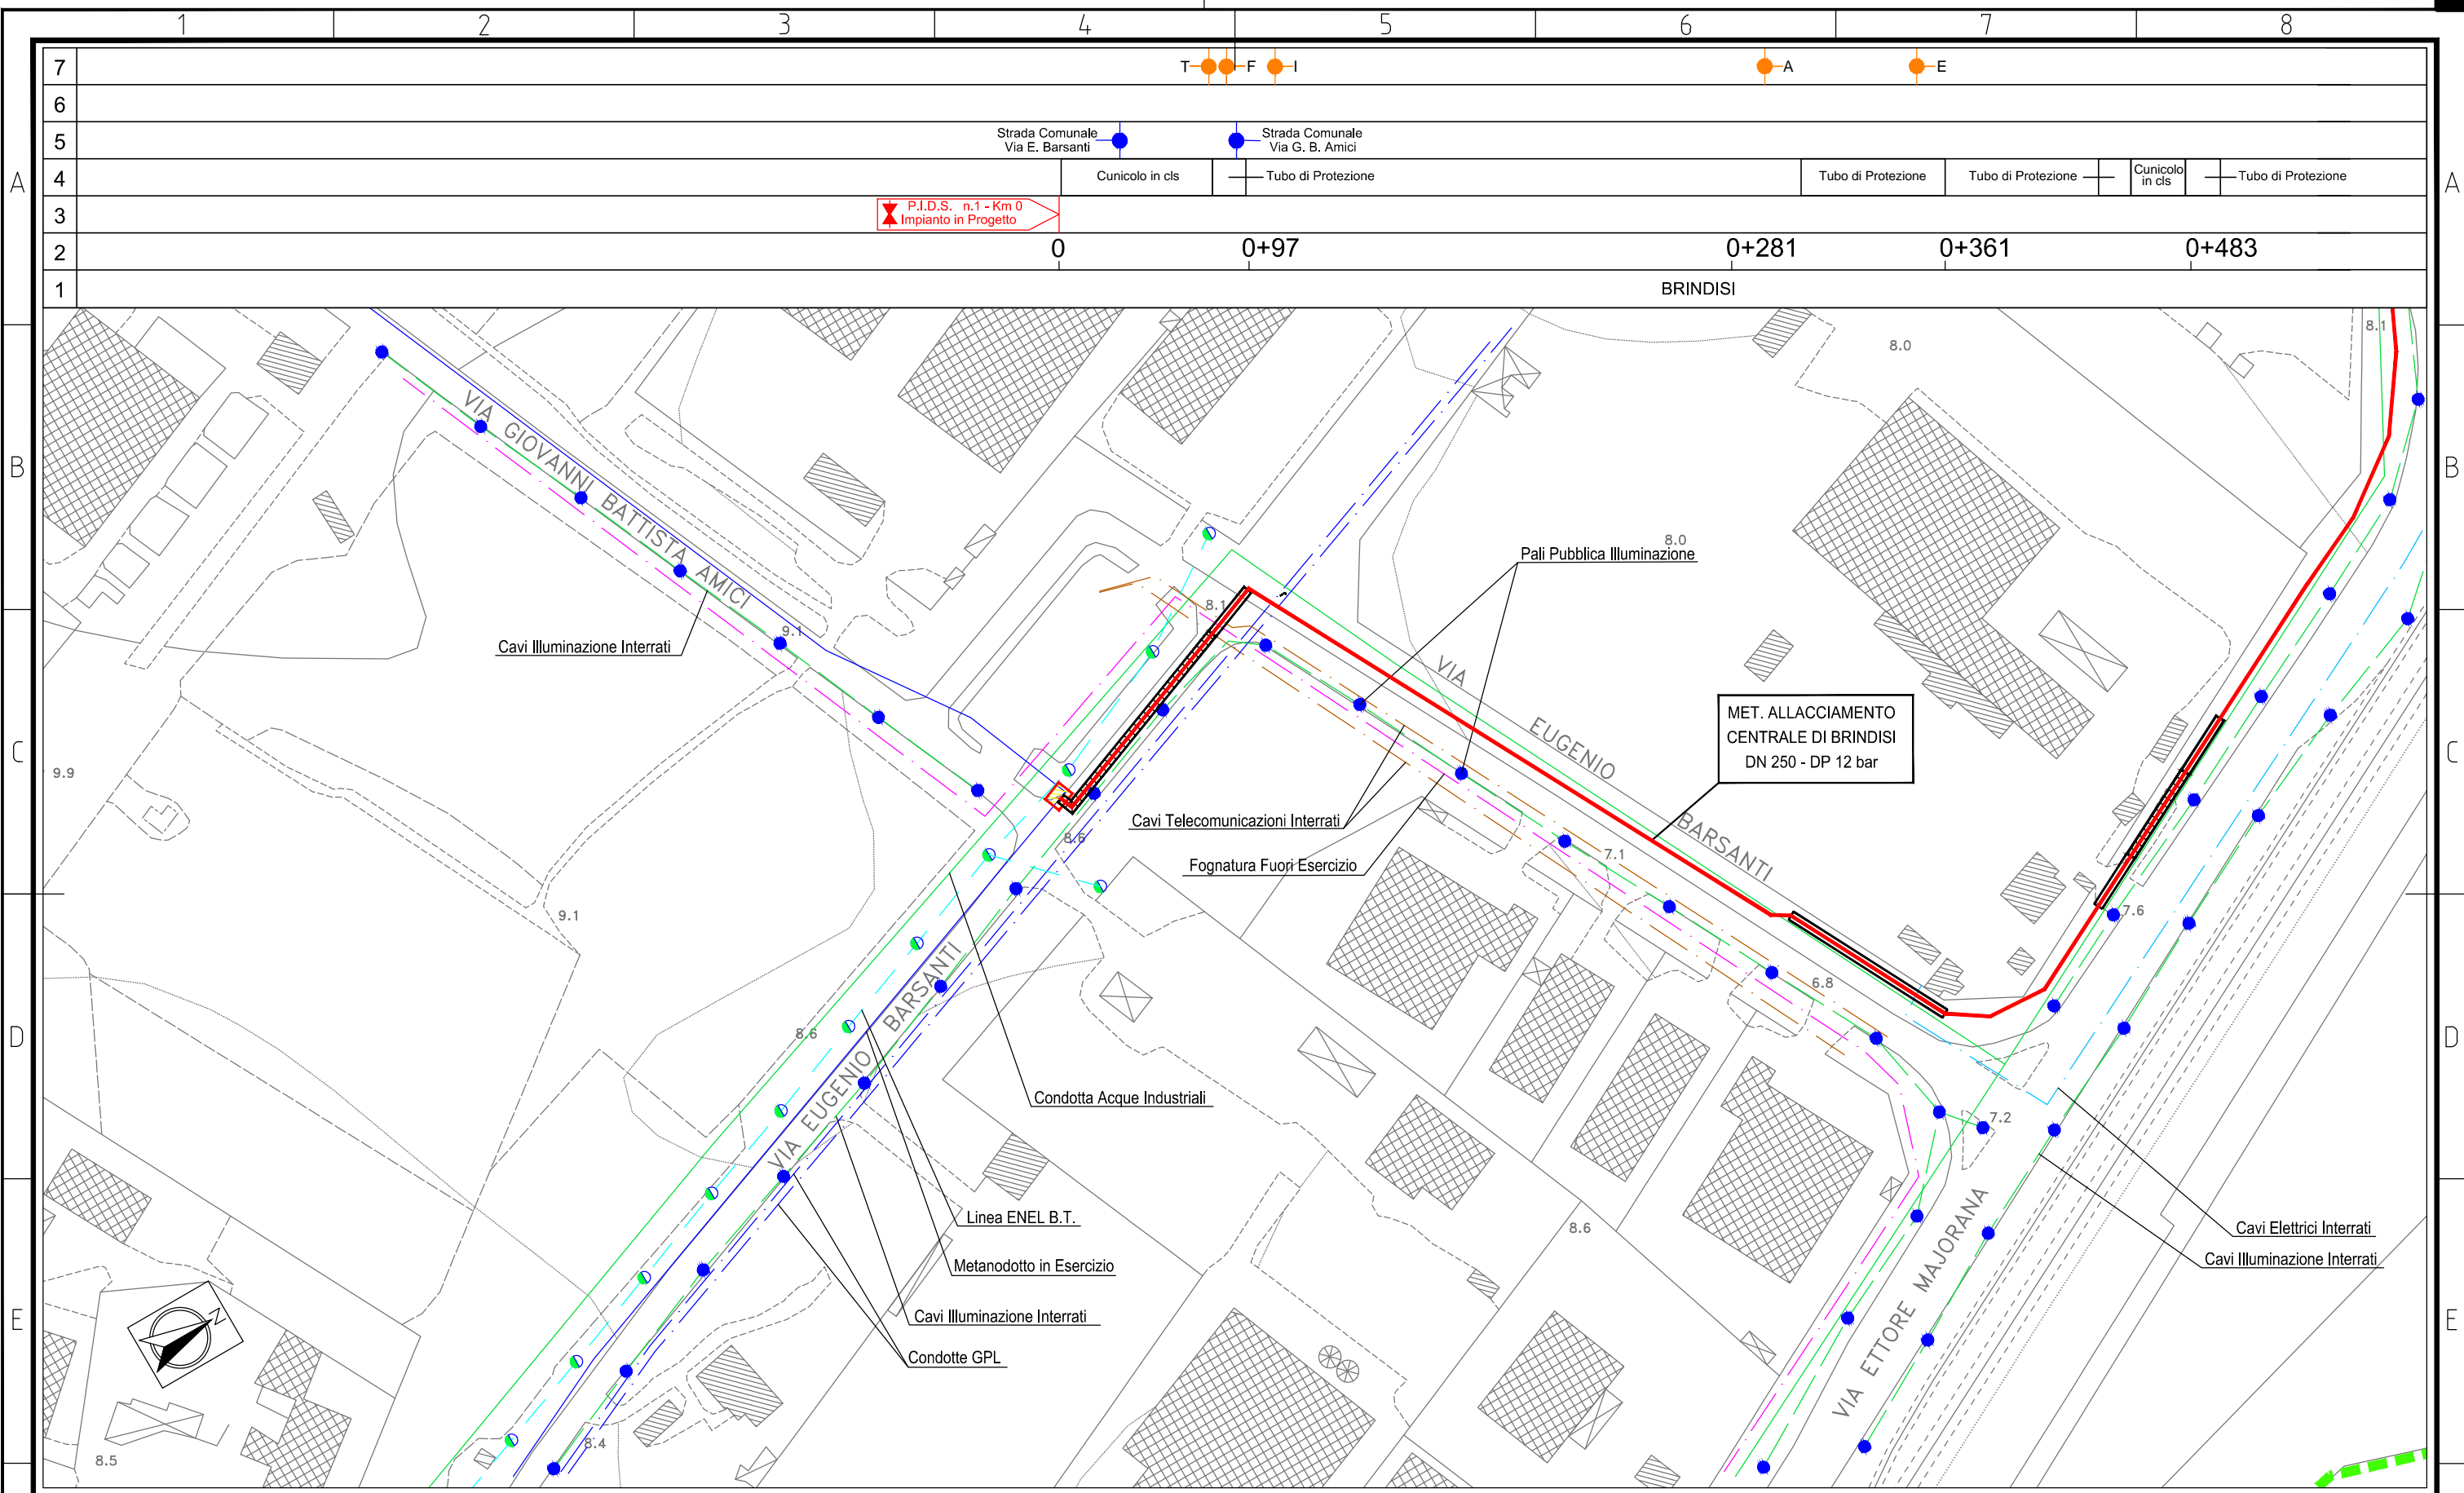 1 2 3 4 5 6 7 8
7 T F I A E
6
5 Strada Comunale
Via E. Barsanti
Strada Comunale
Via G. B. Amici
A 4 Cunicolo in cls Tubo di Protezione Tubo di Protezione Tubo di Protezione Cunicolo
in cls
Tubo di Protezione A
3 P.I.D.S. n.1 - Km 0
Impianto in Progetto
2 0 0+97 0+281 0+361 0+483
1 BRINDISI
8.1
8.0
VIA GIOVANNI BATTISTA AMICI
B B
8.0
Pali Pubblica Illuminazione
8.1
9.1
Cavi Illuminazione Interrati
VIA EUGENIO BARSANTI
MET. ALLACCIAMENTO
CENTRALE DI BRINDISI
DN 250 - DP 12 bar
C C
9.9
Cavi Telecomunicazioni Interrati
8.6
7.1
Fognatura Fuori Esercizio
9.1
7.6
6.8
D D
8.6
VIA EUGENIO BARSANTI
Condotta Acque Industriali
7.2
Linea ENEL B.T.
8.6
Cavi Elettrici Interrati
Metanodotto in Esercizio
Cavi Illuminazione Interrati
VIA ETTORE MAJORANA
Cavi Illuminazione Interrati
E E
N
Condotte GPL
8.4
8.5